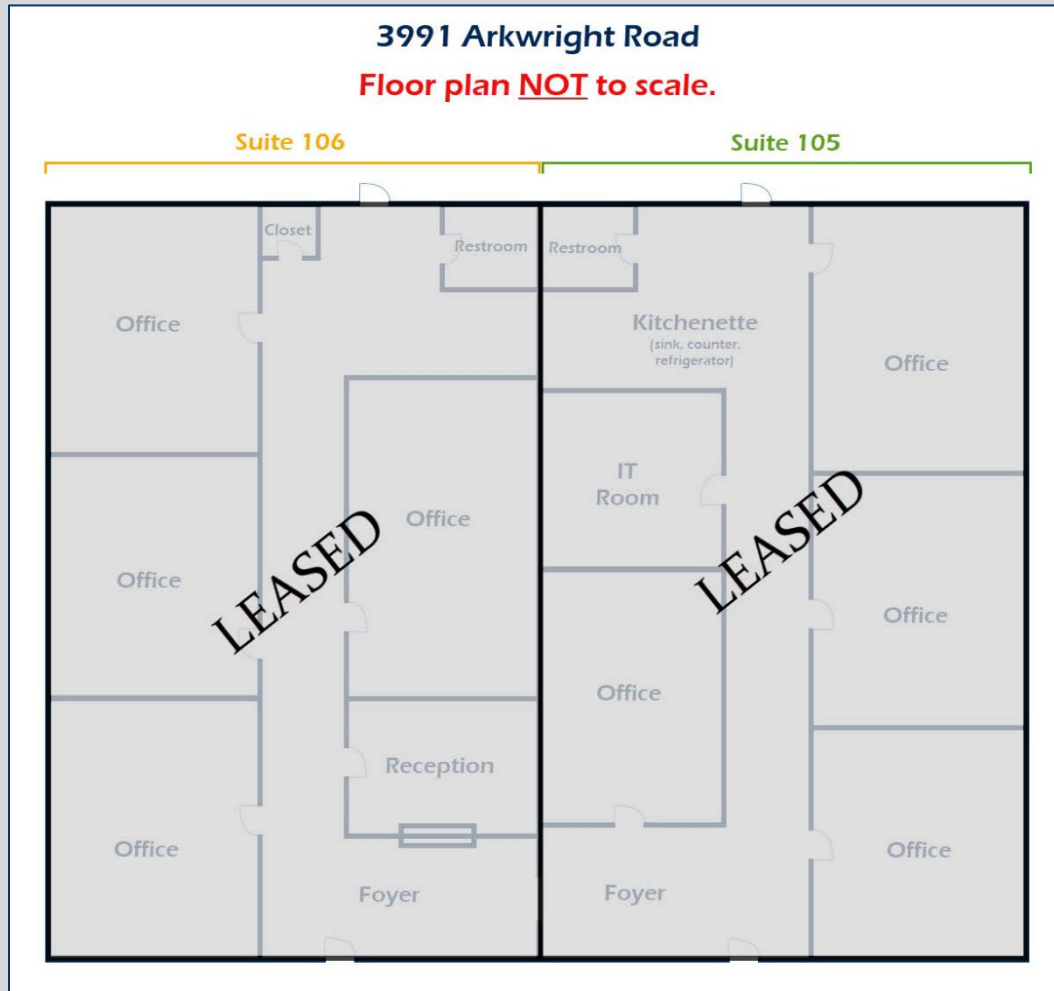 3991 Arkwright Road
Floor plan NOT to scale.
Suite 106
Suite 105
Closet
Restroom
Restroom
Office
Kitchenette
(sink, counter,
refrigerator)
Office
Office
IT
Room
Office
LEASED
LEASED
Office
Office
Office
Reception
Office
Office
Foyer
Foyer